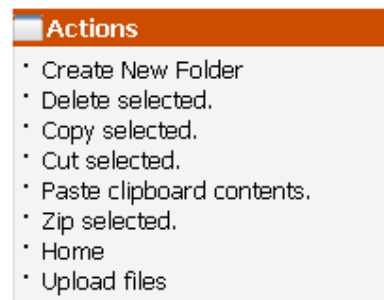 Actions
· Create New Folder
· Delete selected.
· Copy selected.
· Cut selected.
· Paste clipboard contents.
· Zip selected.
· Home
· Upload files